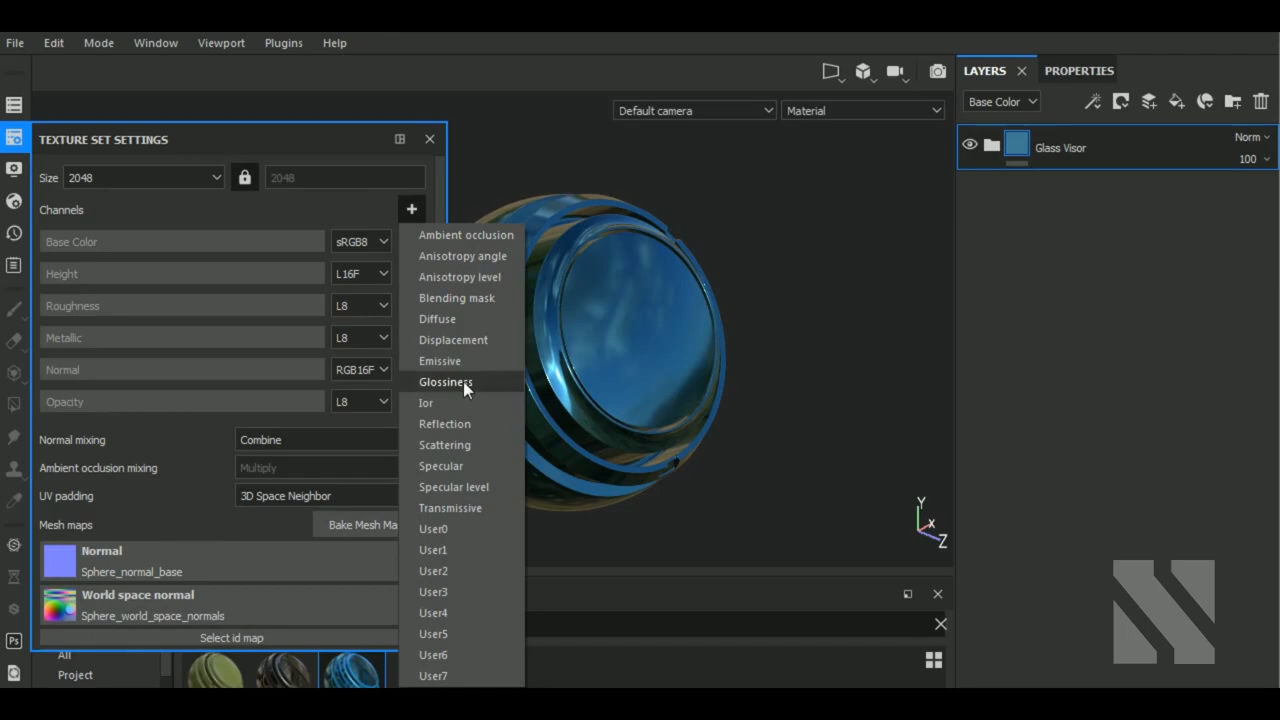 File Edit Mode Window Viewport Plugins Help
Default camera Material
LAYERS PROPERTIES
Base Color
Glass Visor Norm
100
TEXTURE SET SETTINGS
Size 2048 2048
Channels +
Base Color sRGB8
Height L16F
Roughness L8
Metallic L8
Normal RGB16F
Opacity L8
Normal mixing Combine
Ambient occlusion mixing Multiply
UV padding 3D Space Neighbor
Mesh maps Bake Mesh Ma
Normal
Sphere_normal_base
World space normal
Sphere_world_space_normals
Select id map
All
Project
Ambient occlusion
Anisotropy angle
Anisotropy level
Blending mask
Diffuse
Displacement
Emissive
Glossiness
Ior
Reflection
Scattering
Specular
Specular level
Transmissive
User0
User1
User2
User3
User4
User5
User6
User7
Y
X
Z
Ps